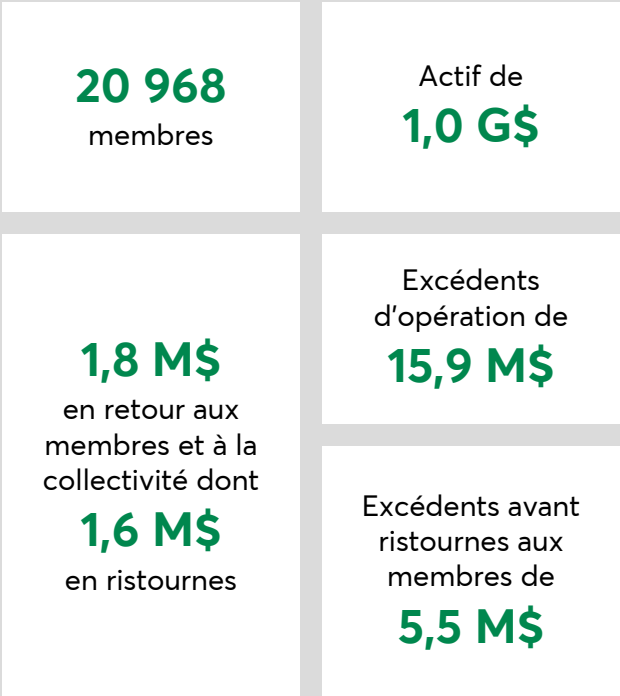 20 968
membres
Actif de
1,0 G$
1,8 M$
en retour aux
membres et à la
collectivité dont
1,6 M$
en ristournes
Excédents
d’opération de
15,9 M$
Excédents avant
ristournes aux
membres de
5,5 M$